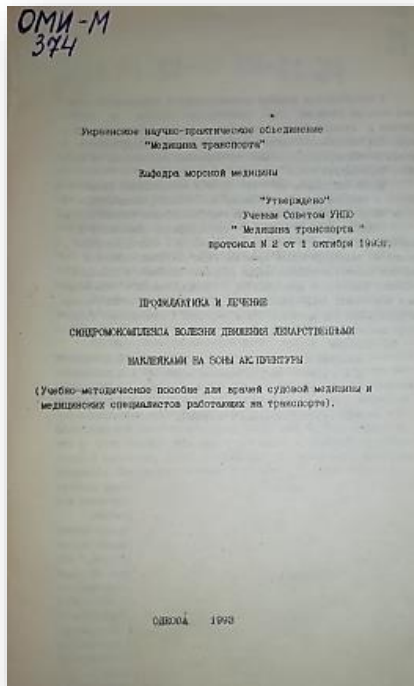 ОМИ-М
374
Украинское научно-практическое объединение
"Медицина транспорта"
Кафедра морской медицины
"Утверждено"
Ученым Советом УНПО
" Медицина транспорта "
протокол N 2 от 1 октября 1993г.
ПРОФИЛАКТИКА И ЛЕЧЕНИЕ
СИНДРОМОКОМПЛЕКСА БОЛЕЗНИ ДВИЖЕНИЯ ЛЕКАРСТВЕННЫМИ
НАКЛЕЙКАМИ НА ЗОНЫ АКУПУНКТУРЫ
(Учебно-методическое пособие для врачей судовой медицины и
медицинских специалистов работающих на транспорте).
ОДЕССА 1993